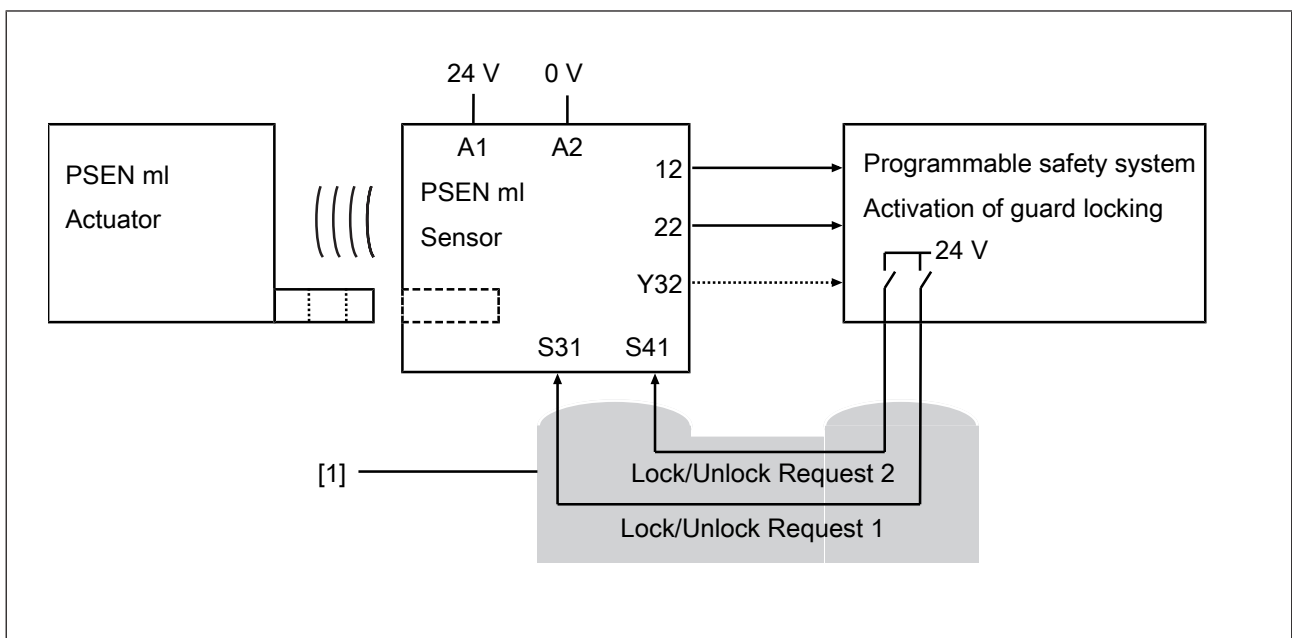 24 V
0 V
A1
A2
PSEN ml
Actuator
PSEN ml
Sensor
12
22
Y32
S31
S41
Programmable safety system
Activation of guard locking
24 V
[1]
Lock/Unlock Request 2
Lock/Unlock Request 1